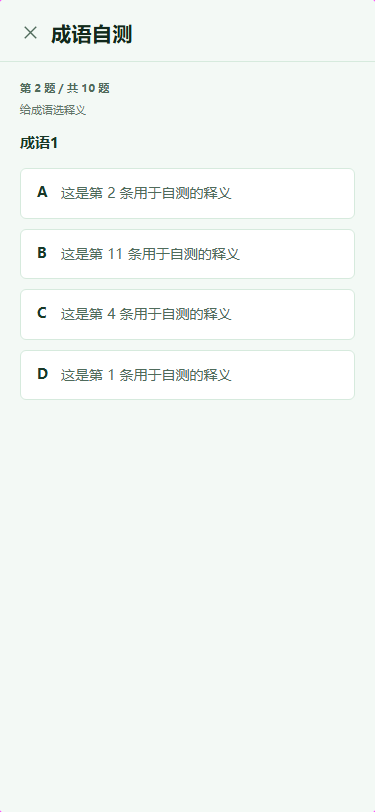 成语自测
第 2 题 / 共 10 题
给成语选释义
成语1
A 这是第 2 条用于自测的释义
B 这是第 11 条用于自测的释义
C 这是第 4 条用于自测的释义
D 这是第 1 条用于自测的释义